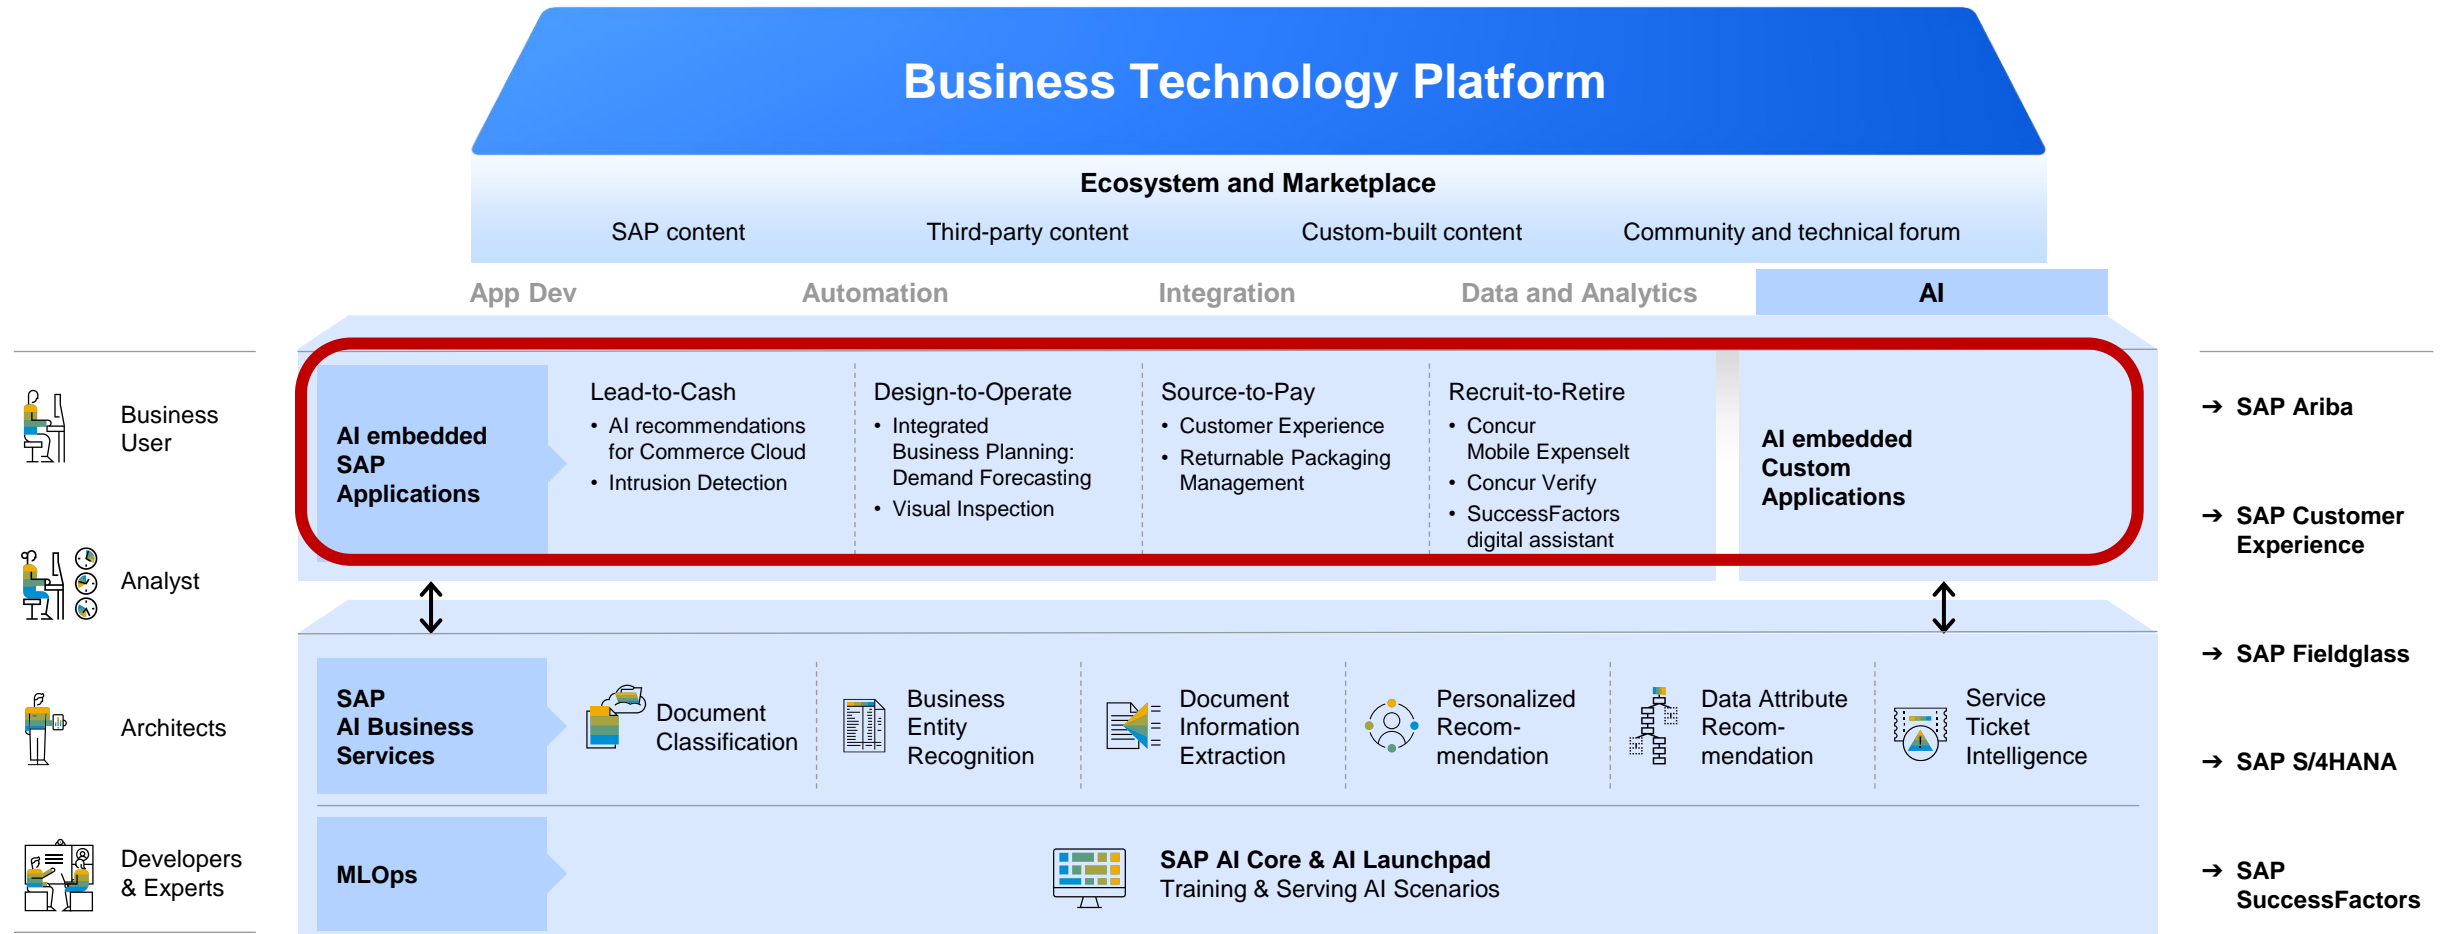 Business Technology Platform
Ecosystem and Marketplace
SAP content
Third-party content
Custom-built content
Community and technical forum
App Dev
Automation
Integration
Data and Analytics
AI
Business
User
Analyst
Architects
Developers
& Experts
AI embedded
SAP
Applications
Lead-to-Cash
• AI recommendations
for Commerce Cloud
• Intrusion Detection
Design-to-Operate
• Integrated
Business Planning:
Demand Forecasting
• Visual Inspection
Source-to-Pay
• Customer Experience
• Returnable Packaging
Management
Recruit-to-Retire
• Concur
Mobile Expenselt
• Concur Verify
• SuccessFactors
digital assistant
AI embedded
Custom
Applications
SAP
AI Business
Services
Document
Classification
Business
Entity
Recognition
Document
Information
Extraction
Personalized
Recom-
mendation
Data Attribute
Recom-
mendation
Service
Ticket
Intelligence
MLOps
SAP AI Core & AI Launchpad
Training & Serving AI Scenarios
➔ SAP Ariba
➔ SAP Customer
Experience
➔ SAP Fieldglass
➔ SAP S/4HANA
➔ SAP
SuccessFactors